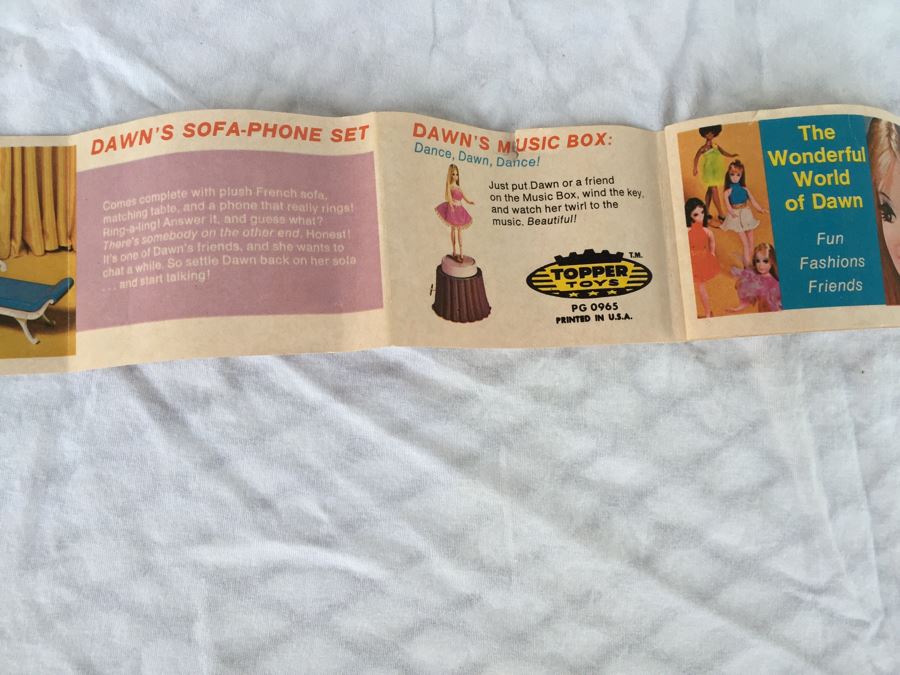 DAWN'S SOFA-PHONE SET
Comes complete with plush French sofa,
matching table, and a phone that really rings!
Ring-a-ling! Answer it, and guess what?
There's somebody on the other end. Honest!
It's one of Dawn's friends, and she wants to
chat a while. So settle Dawn back on her sofa
... and start talking!
DAWN'S MUSIC BOX:
Dance, Dawn, Dance!
Just put Dawn or a friend
on the Music Box, wind the key,
and watch her twirl to the
music. Beautiful!
T.M.
TOPPER
TOYS
PG 0965
PRINTED IN U.S.A.
The
Wonderful
World
of Dawn
Fun
Fashions
Friends